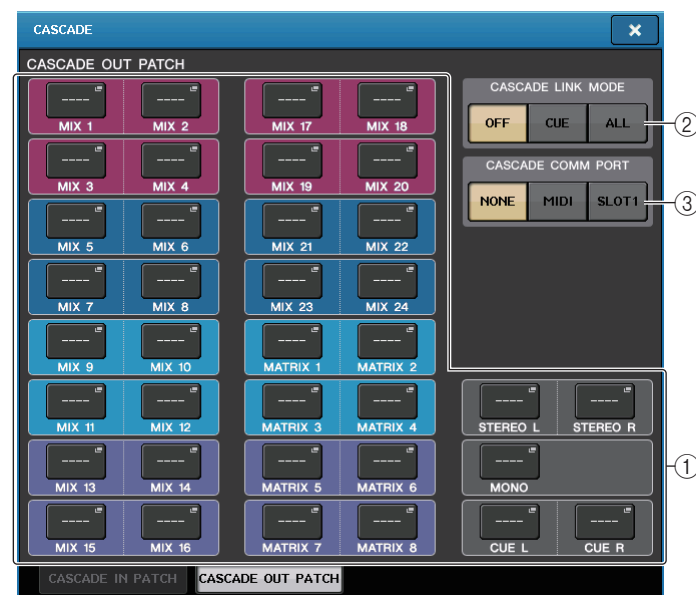 CASCADE
CASCADE OUT PATCH
---- ---- ---- ----
MIX 1 MIX 2 MIX 17 MIX 18
---- ---- ---- ----
MIX 3 MIX 4 MIX 19 MIX 20
---- ---- ---- ----
MIX 5 MIX 6 MIX 21 MIX 22
---- ---- ---- ----
MIX 7 MIX 8 MIX 23 MIX 24
---- ---- ---- ----
MIX 9 MIX 10 MATRIX 1 MATRIX 2
---- ---- ---- ----
MIX 11 MIX 12 MATRIX 3 MATRIX 4
---- ---- ---- ----
MIX 13 MIX 14 MATRIX 5 MATRIX 6
---- ---- ---- ----
MIX 15 MIX 16 MATRIX 7 MATRIX 8
CASCADE LINK MODE
OFF CUE ALL
②
CASCADE COMM PORT
NONE MIDI SLOT1
③
---- ----
STEREO L STEREO R
----
MONO
①
---- ----
CUE L CUE R
CASCADE IN PATCH CASCADE OUT PATCH